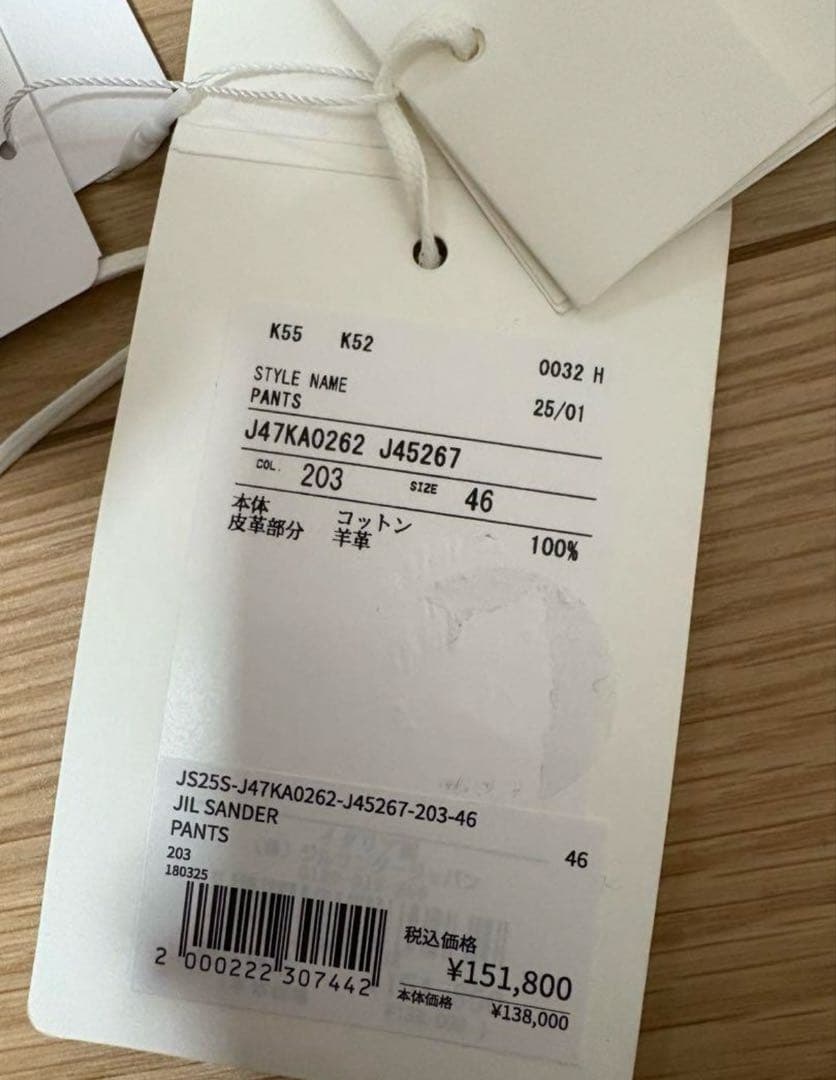 K55 K52
0032 H
STYLE NAME
PANTS
25/01
J47KA0262 J45267
COL. 203 SIZE 46
本体 コットン 100%
皮革部分 羊革
JS25S-J47KA0262-J45267-203-46
JIL SANDER
PANTS 46
203
180325
2 000222 307442
税込価格
¥151,800
本体価格 ¥138,000